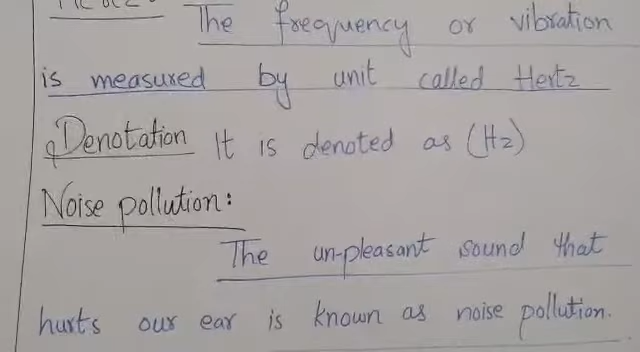 The frequency or vibration
is measured by unit called Hertz
Denotation It is denoted as (Hz)
Noise pollution:
The un-pleasant sound that
hurts our ear is known as noise pollution.